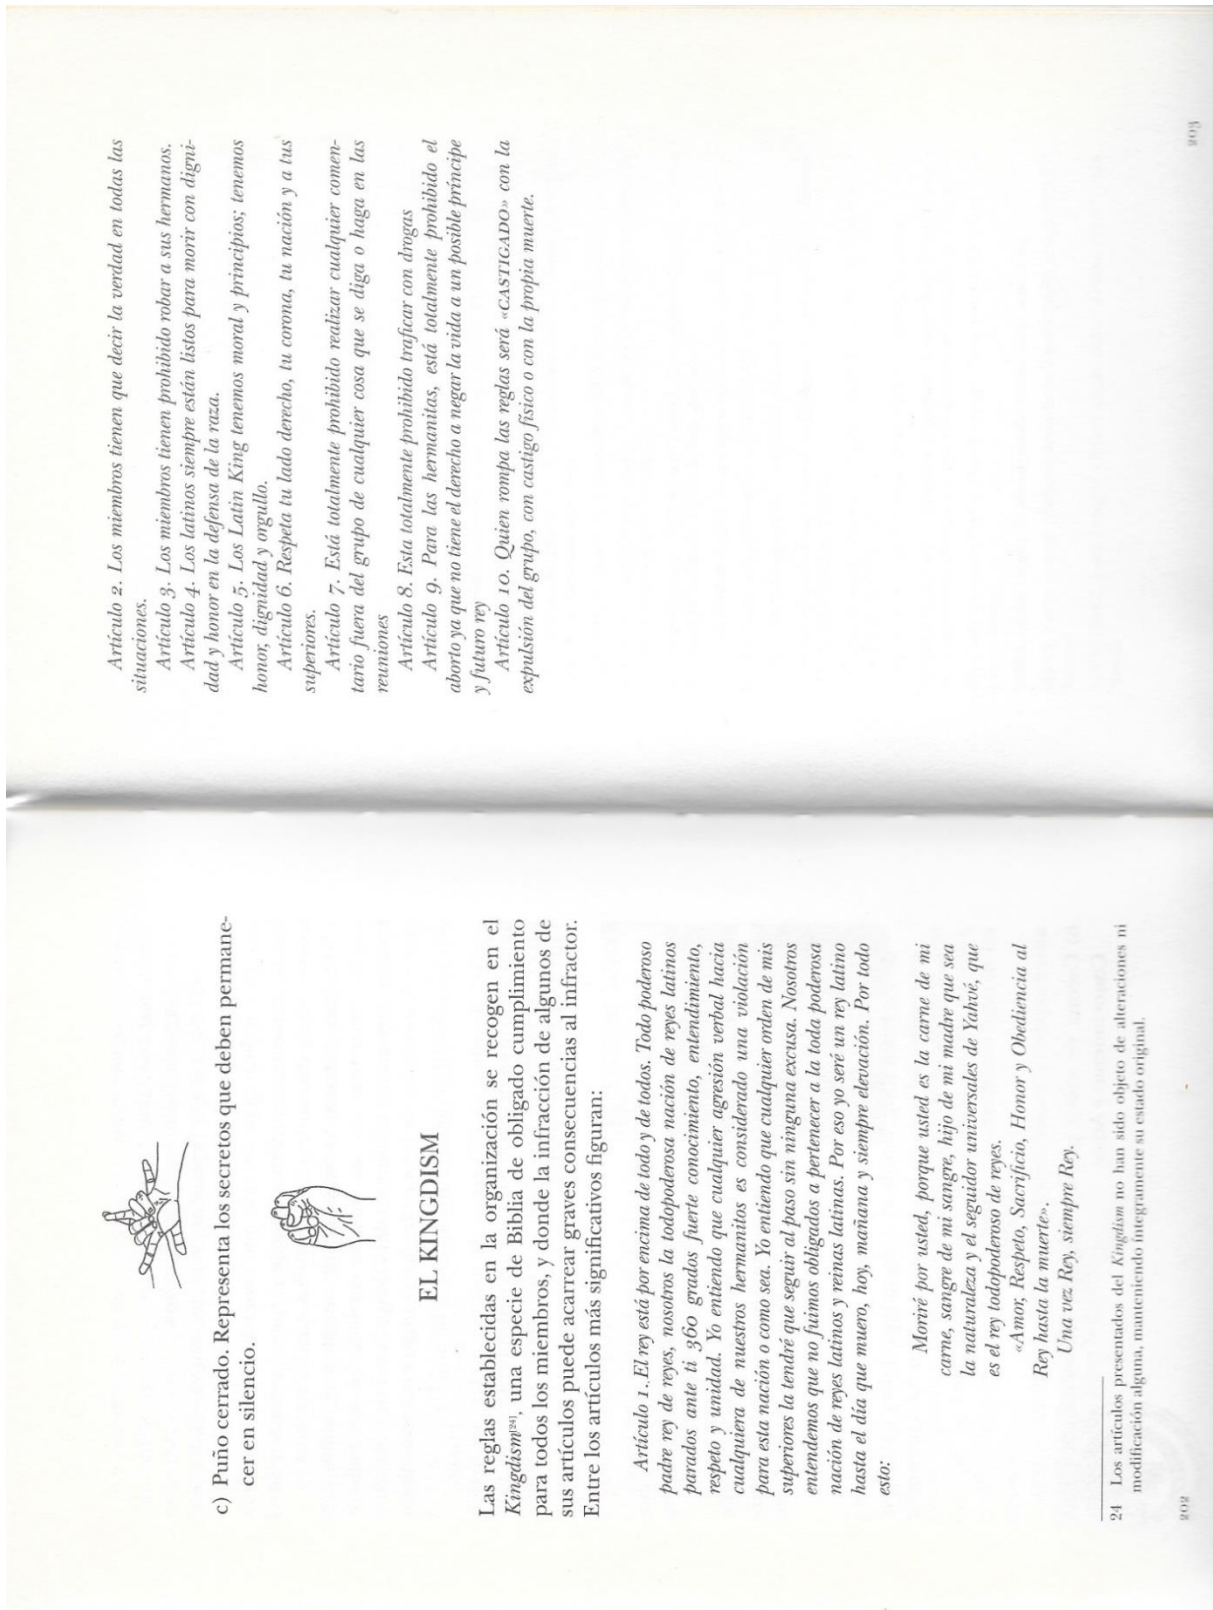 c) Puño cerrado. Representa los secretos que deben permane-
cer en silencio.
EL KINGDISM
Las reglas establecidas en la organización se recogen en el
Kingdism[24], una especie de Biblia de obligado cumplimiento
para todos los miembros, y donde la infracción de algunos de
sus artículos puede acarrear graves consecuencias al infractor.
Entre los artículos más significativos figuran:
Artículo 1. El rey está por encima de todo y de todos. Todo poderoso
padre rey de reyes, nosotros la todopoderosa nación de reyes latinos
parados ante ti 360 grados fuerte conocimiento, entendimiento,
respeto y unidad. Yo entiendo que cualquier agresión verbal hacia
cualquiera de nuestros hermanitos es considerado una violación
para esta nación o como sea. Yo entiendo que cualquier orden de mis
superiores la tendré que seguir al paso sin ninguna excusa. Nosotros
entendemos que no fuimos obligados a pertenecer a la toda poderosa
nación de reyes latinos y reinas latinas. Por eso yo seré un rey latino
hasta el día que muero, hoy, mañana y siempre elevación. Por todo
esto:
Moriré por usted, porque usted es la carne de mi
carne, sangre de mi sangre, hijo de mi madre que sea
la naturaleza y el seguidor universales de Yahvé, que
es el rey todopoderoso de reyes.
«Amor, Respeto, Sacrificio, Honor y Obediencia al
Rey hasta la muerte».
Una vez Rey, siempre Rey.
24 Los artículos presentados del Kingdism no han sido objeto de alteraciones ni
modificación alguna, manteniendo íntegramente su estado original.
202
Artículo 2. Los miembros tienen que decir la verdad en todas las
situaciones.
Artículo 3. Los miembros tienen prohibido robar a sus hermanos.
Artículo 4. Los latinos siempre están listos para morir con digni-
dad y honor en la defensa de la raza.
Artículo 5. Los Latin King tenemos moral y principios; tenemos
honor, dignidad y orgullo.
Artículo 6. Respeta tu lado derecho, tu corona, tu nación y a tus
superiores.
Artículo 7. Está totalmente prohibido realizar cualquier comen-
tario fuera del grupo de cualquier cosa que se diga o haga en las
reuniones
Artículo 8. Esta totalmente prohibido traficar con drogas
Artículo 9. Para las hermanitas, está totalmente prohibido el
aborto ya que no tiene el derecho a negar la vida a un posible príncipe
y futuro rey
Artículo 10. Quien rompa las reglas será «CASTIGADO» con la
expulsión del grupo, con castigo físico o con la propia muerte.
203